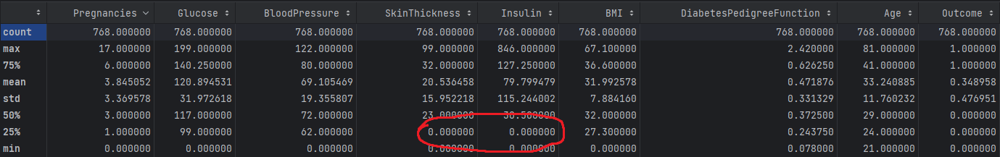 Pregnancies Glucose BloodPressure SkinThickness Insulin BMI DiabetesPedigreeFunction Age Outcome
count 768.000000 768.000000 768.000000 768.000000 768.000000 768.000000 768.000000 768.000000 768.000000
max 17.000000 199.000000 122.000000 99.000000 846.000000 67.100000 2.420000 81.000000 1.000000
75% 6.000000 140.250000 80.000000 32.000000 127.250000 36.600000 0.626250 41.000000 1.000000
mean 3.845052 120.894531 69.105469 20.536458 79.799479 31.992578 0.471876 33.240885 0.348958
std 3.369578 31.972618 19.355807 15.952218 115.244002 7.884160 0.331329 11.760232 0.476951
50% 3.000000 117.000000 72.000000 23.000000 30.500000 32.000000 0.372500 29.000000 0.000000
25% 1.000000 99.000000 62.000000 0.000000 0.000000 27.300000 0.243750 24.000000 0.000000
min 0.000000 0.000000 0.000000 0.000000 0.000000 0.000000 0.078000 21.000000 0.000000